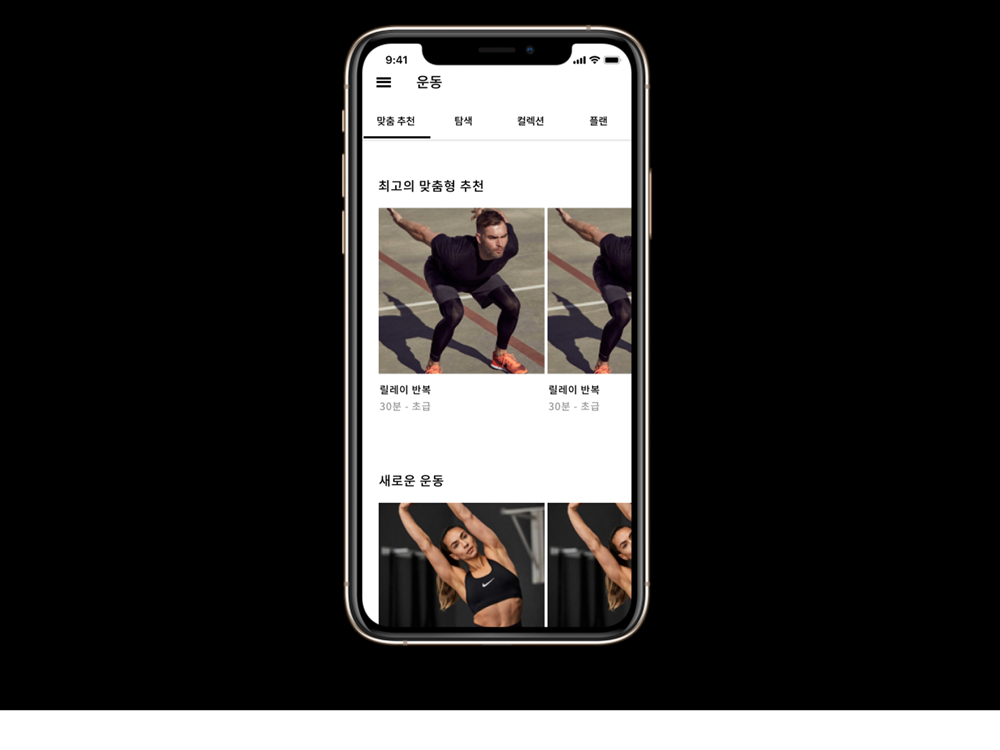 9:41
운동
맞춤 추천 탐색 컬렉션 플랜
최고의 맞춤형 추천
릴레이 반복 릴레이 반복
30분 - 초급 30분 - 초급
새로운 운동